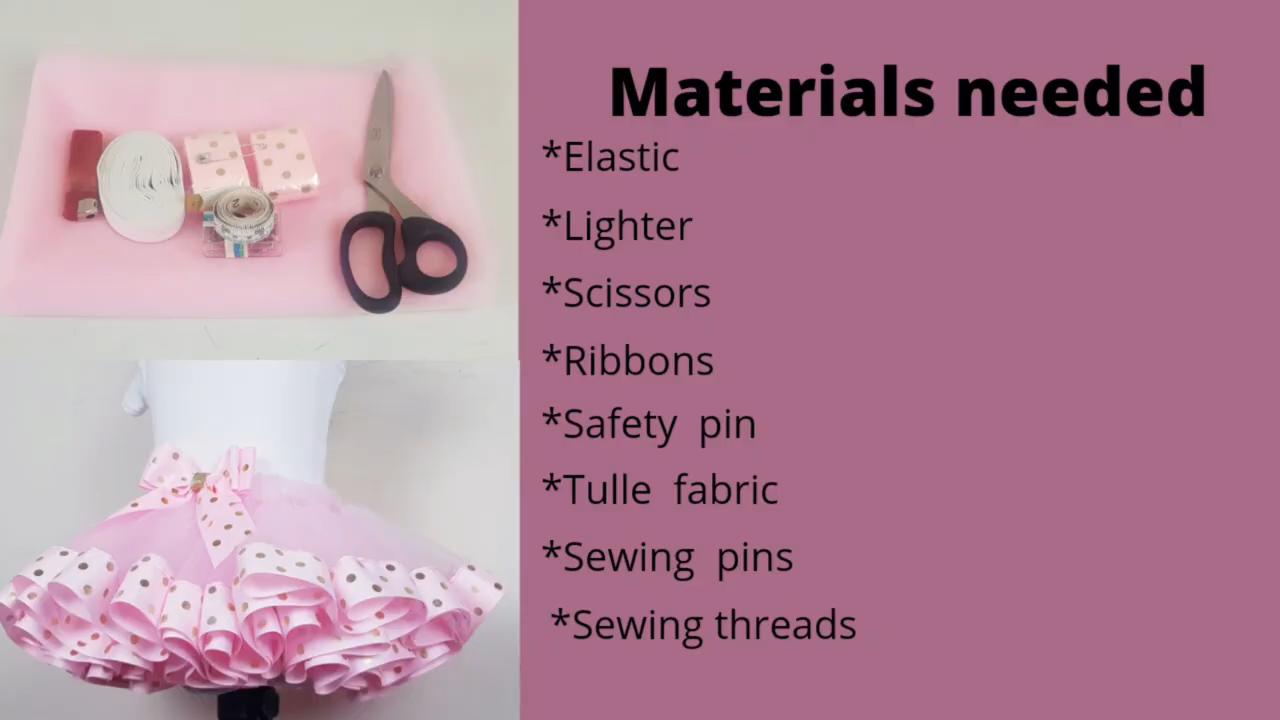 Materials needed
*Elastic
*Lighter
*Scissors
*Ribbons
*Safety pin
*Tulle fabric
*Sewing pins
*Sewing threads